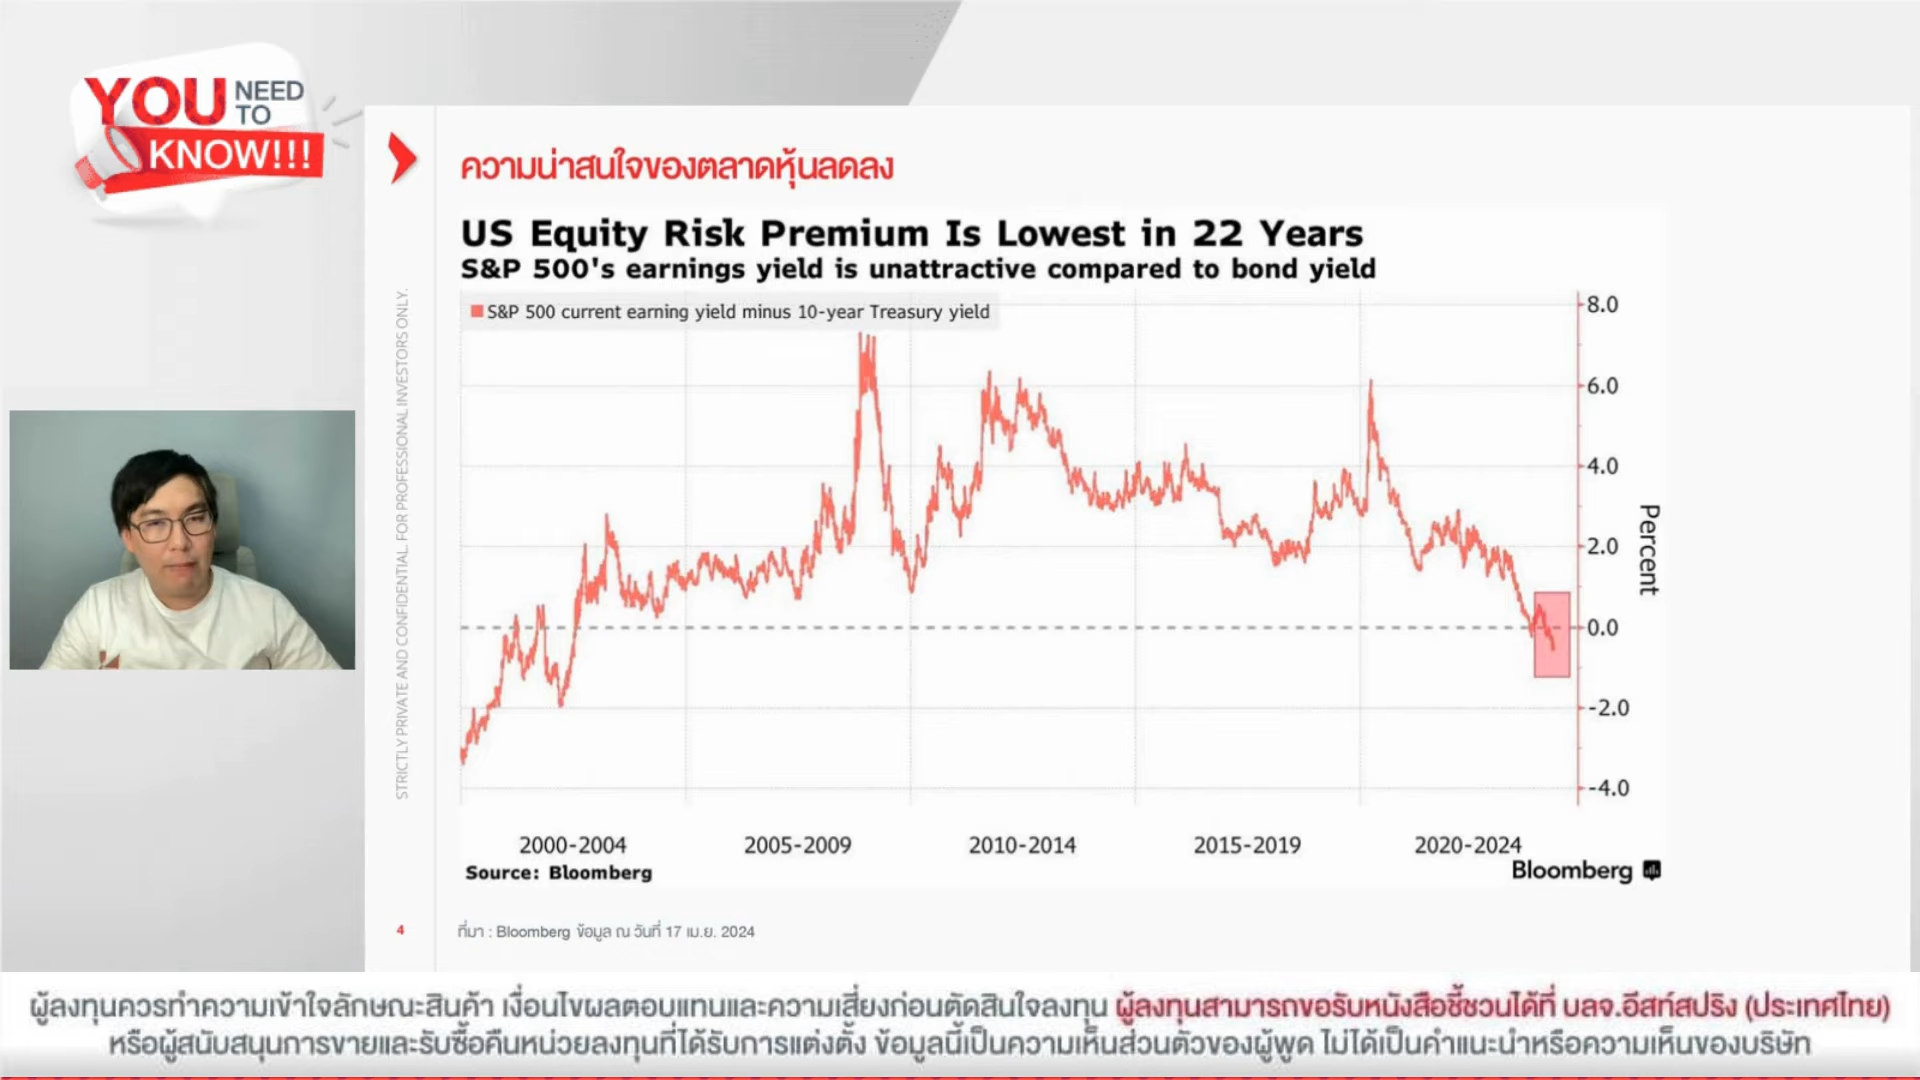 YOU NEED
TO
KNOW!!!
ความน่าสนใจของตลาดหุ้นลดลง
US Equity Risk Premium Is Lowest in 22 Years
S&P 500's earnings yield is unattractive compared to bond yield
S&P 500 current earning yield minus 10-year Treasury yield
8.0
6.0
4.0
2.0
0.0
-2.0
-4.0
Percent
2000-2004 2005-2009 2010-2014 2015-2019 2020-2024
Source: Bloomberg
Bloomberg
STRICTLY PRIVATE AND CONFIDENTIAL. FOR PROFESSIONAL INVESTORS ONLY.
4
ที่มา : Bloomberg ข้อมูล ณ วันที่ 17 เม.ย. 2024
ผู้ลงทุนควรทำความเข้าใจลักษณะสินค้า เงื่อนไขผลตอบแทนและความเสี่ยงก่อนตัดสินใจลงทุน ผู้ลงทุนสามารถขอรับหนังสือชี้ชวนได้ที่ บลจ.อีสท์สปริง (ประเทศไทย)
หรือผู้สนับสนุนการขายและรับซื้อคืนหน่วยลงทุนที่ได้รับการแต่งตั้ง ข้อมูลนี้เป็นความเห็นส่วนตัวของผู้พูด ไม่ได้เป็นคำแนะนำหรือความเห็นของบริษัท